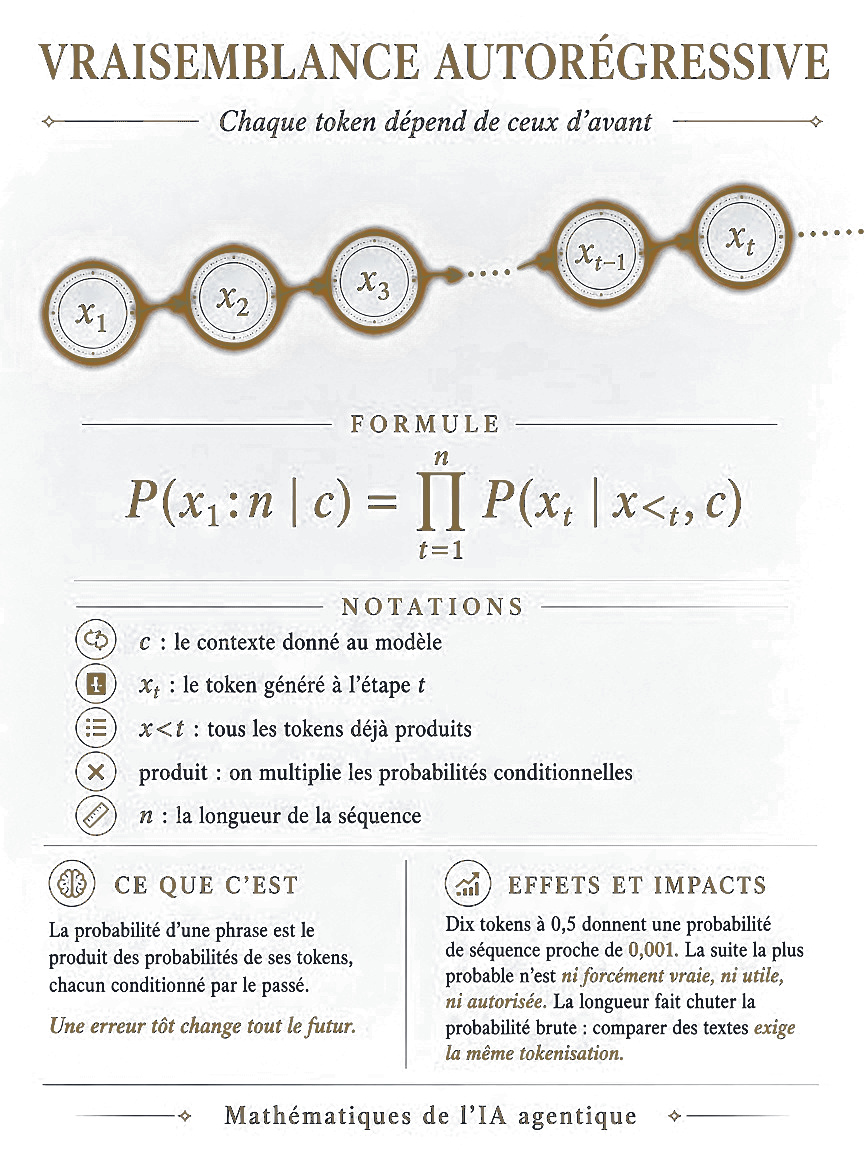 VRAISEMBLANCE AUTORÉGRESSIVE
Chaque token dépend de ceux d’avant
x₁ x₂ x₃ xₜ₋₁ xₜ
FORMULE
P(x₁:n | c) = ∏ₜ₌₁ⁿ P(xₜ | x<ₜ, c)
NOTATIONS
c : le contexte donné au modèle
xₜ : le token généré à l’étape t
x<t : tous les tokens déjà produits
produit : on multiplie les probabilités conditionnelles
n : la longueur de la séquence
CE QUE C’EST
La probabilité d’une phrase est le
produit des probabilités de ses tokens,
chacun conditionné par le passé.
Une erreur tôt change tout le futur.
EFFETS ET IMPACTS
Dix tokens à 0,5 donnent une probabilité
de séquence proche de 0,001. La suite la plus
probable n’est ni forcément vraie, ni utile,
ni autorisée. La longueur fait chuter la
probabilité brute : comparer des textes exige
la même tokenisation.
Mathématiques de l’IA agentique